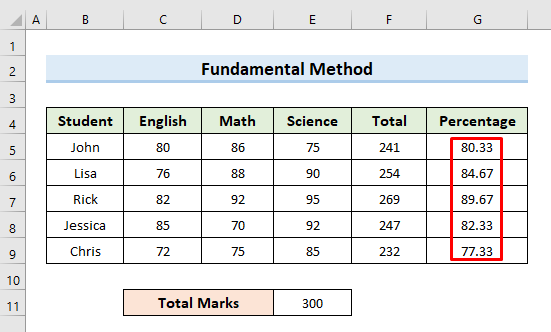 A B C D E F G
1
2 Fundamental Method
3
4 Student English Math Science Total Percentage
5 John 80 86 75 241 80.33
6 Lisa 76 88 90 254 84.67
7 Rick 82 92 95 269 89.67
8 Jessica 85 70 92 247 82.33
9 Chris 72 75 85 232 77.33
10
11 Total Marks 300